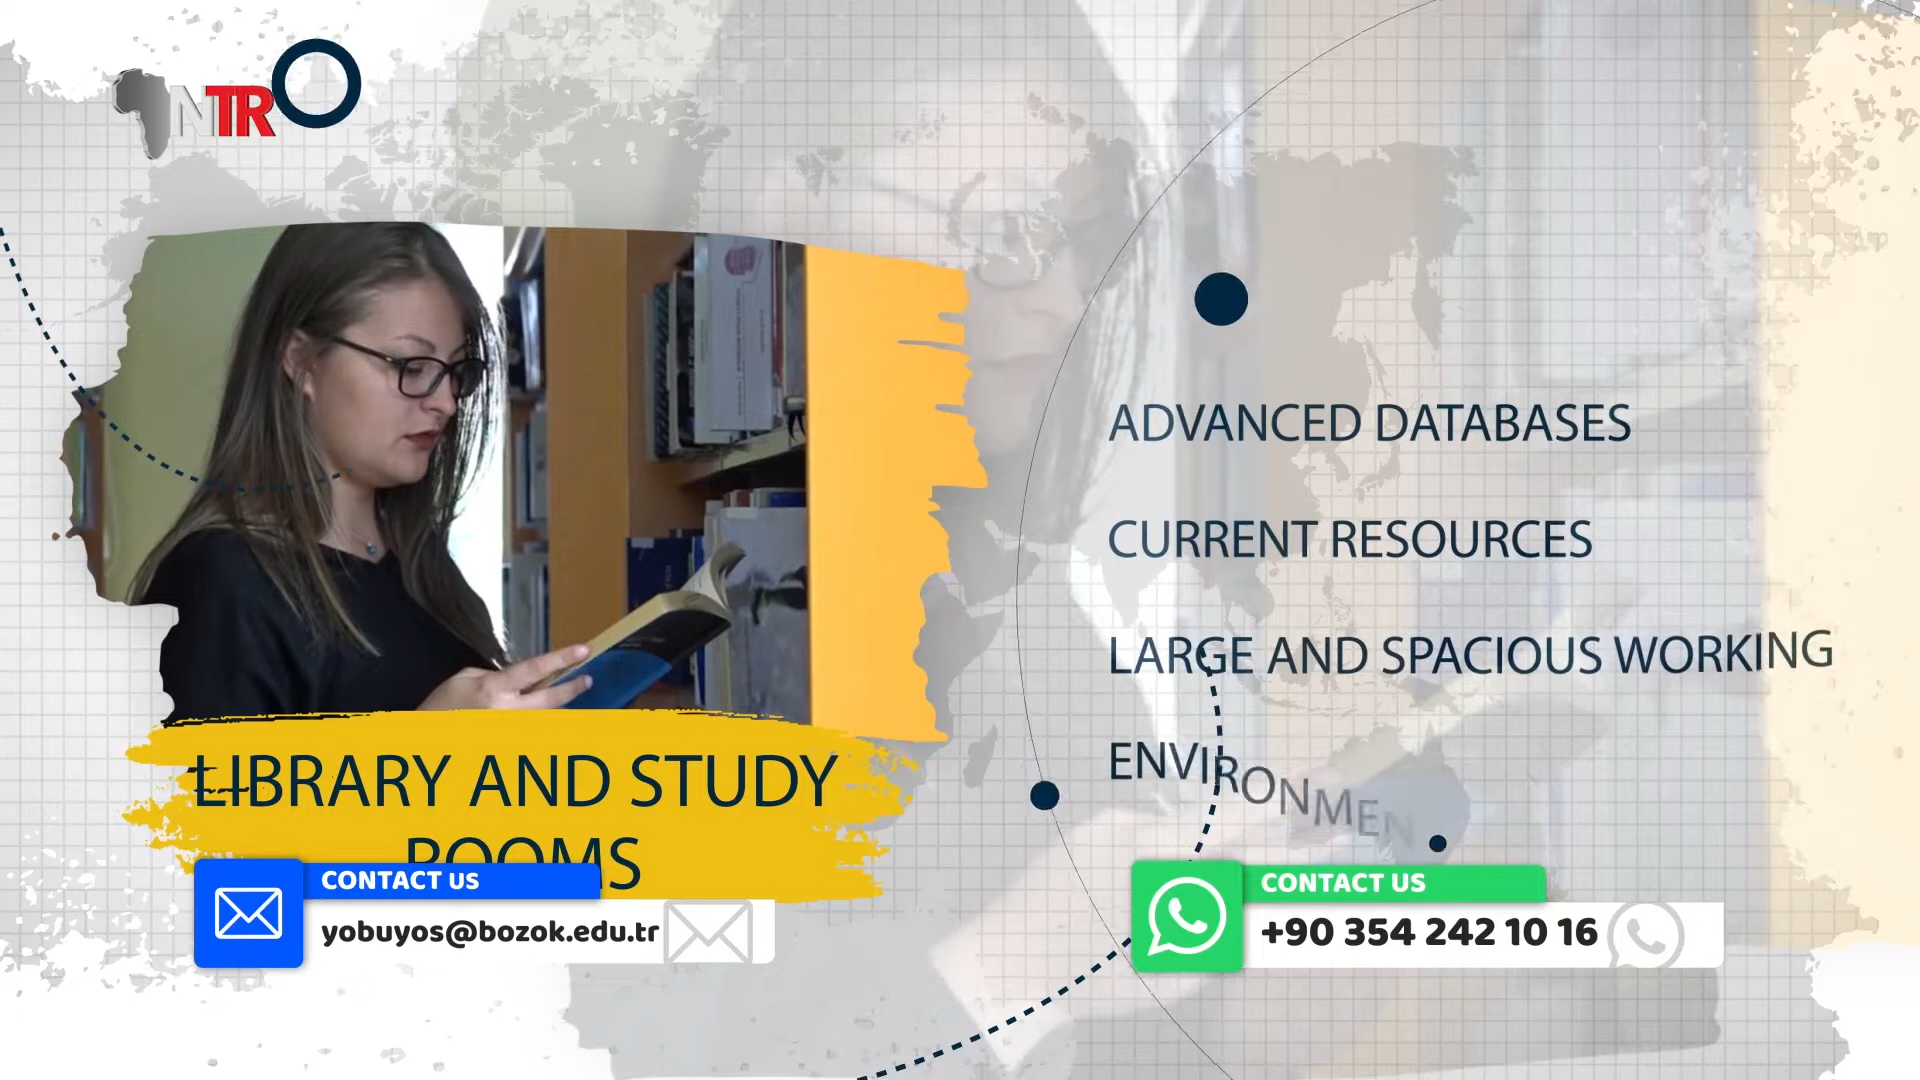 NTR
ADVANCED DATABASES
CURRENT RESOURCES
LARGE AND SPACIOUS WORKING
ENVIRONMEN
LIBRARY AND STUDY
ROOMS
CONTACT US
yobuyos@bozok.edu.tr
CONTACT US
+90 354 242 10 16